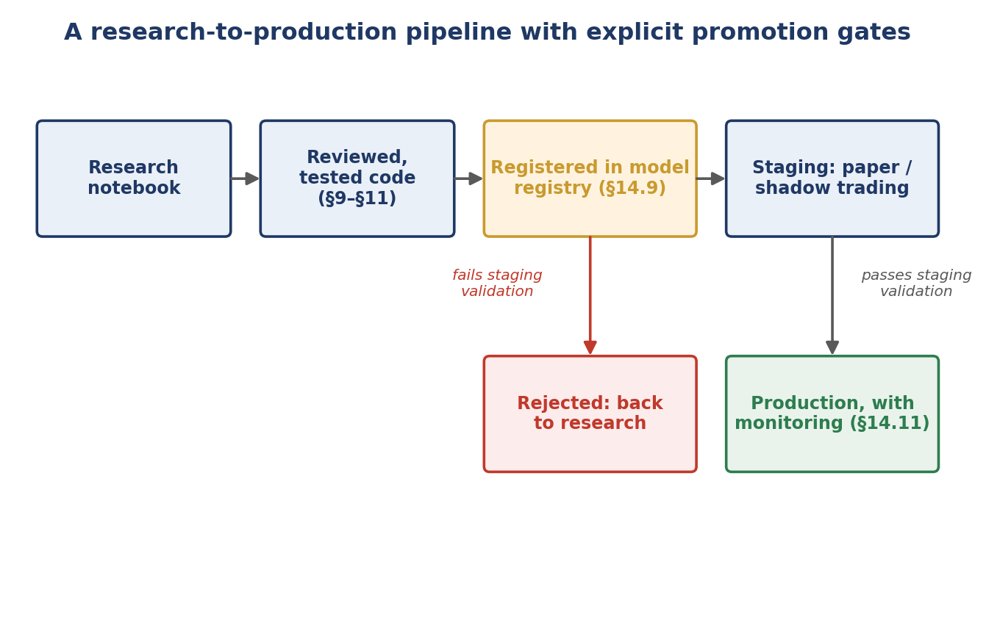 A research-to-production pipeline with explicit promotion gates
Research
notebook
Reviewed,
tested code
(§9–§11)
Registered in model
registry (§14.9)
Staging: paper /
shadow trading
fails staging
validation
passes staging
validation
Rejected: back
to research
Production, with
monitoring (§14.11)